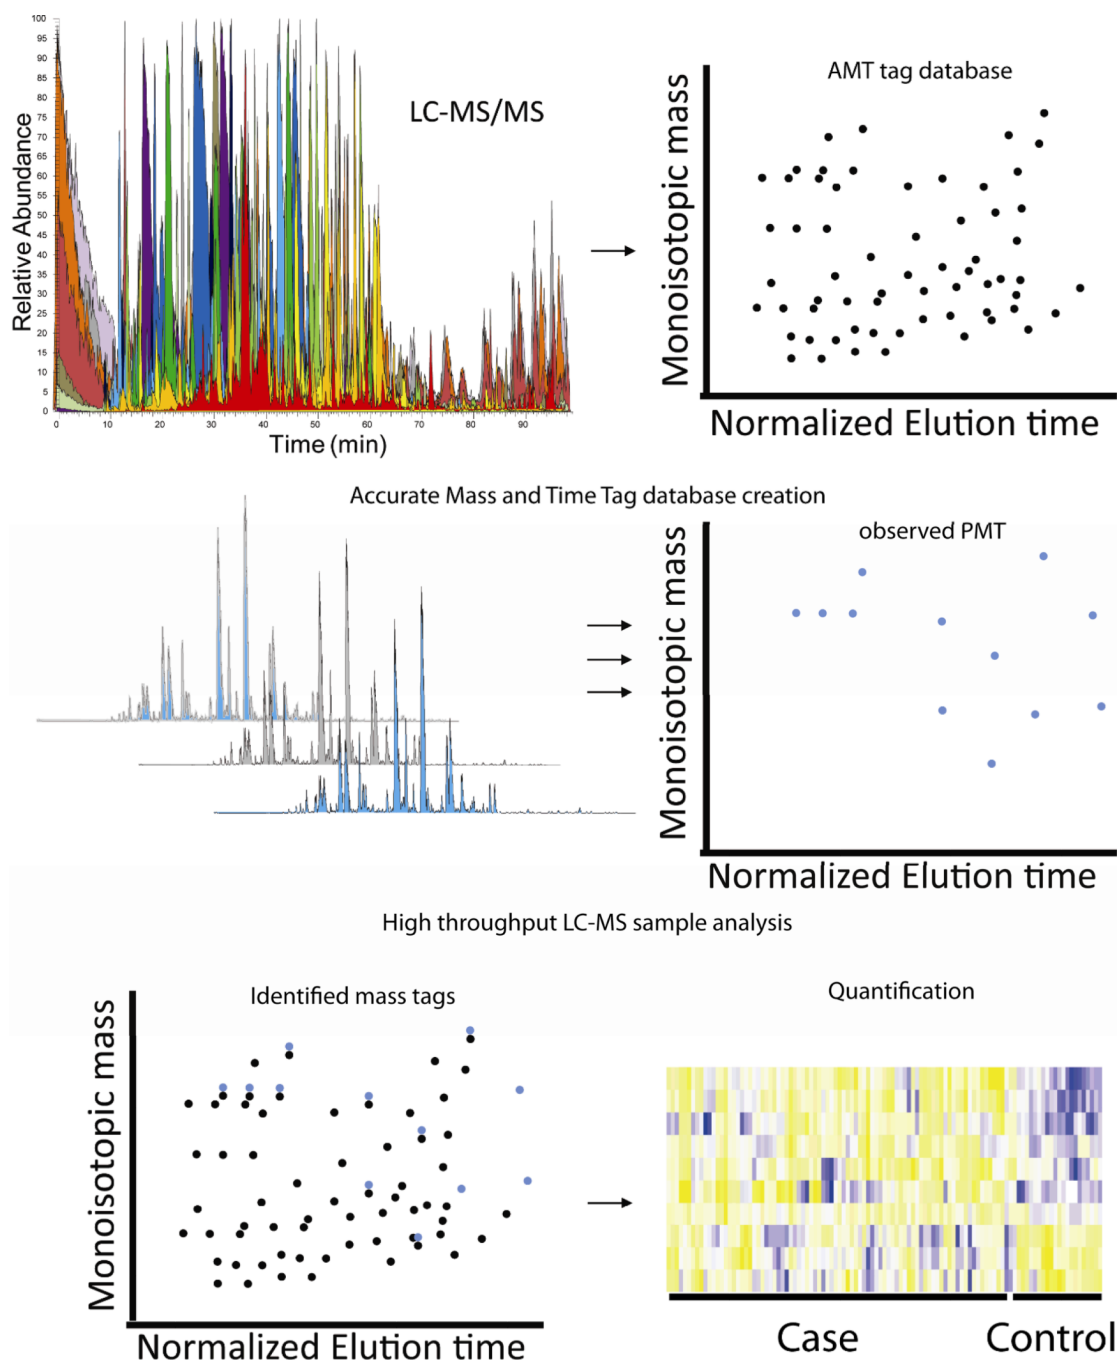 100
95
90
85
80
75
70
65
60
55
50
45
40
35
30
25
20
15
10
5
0
Relative Abundance
LC-MS/MS
0 10 20 30 40 50 60 70 80 90
Time (min)
AMT tag database
Monoisotopic mass
Normalized Elution time
Accurate Mass and Time Tag database creation
observed PMT
Monoisotopic mass
Normalized Elution time
High throughput LC-MS sample analysis
Identified mass tags
Monoisotopic mass
Normalized Elution time
Quantification
Case Control